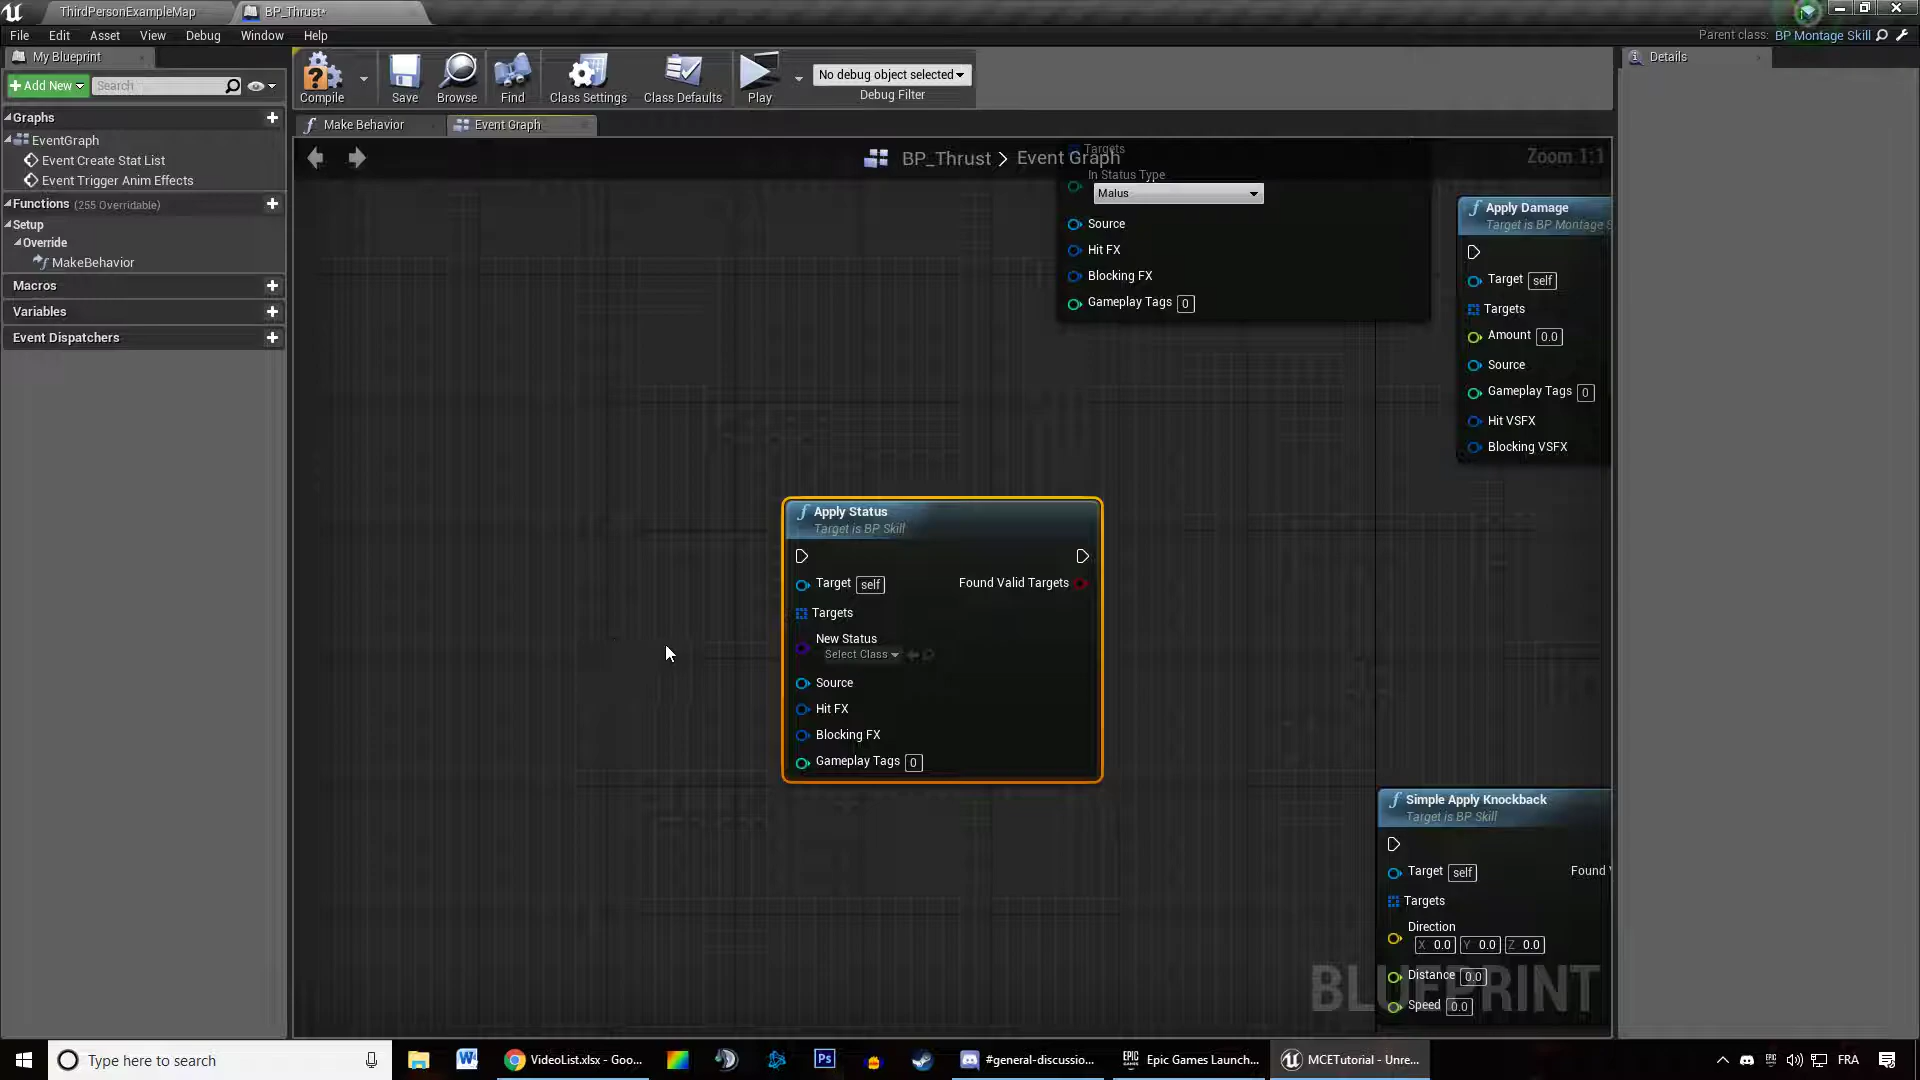 ThirdPersonExampleMap
BP_Thrust*
File Edit Asset View Debug Window Help
Parent class: BP Montage Skill
My Blueprint
Details
Add New
Search
Compile
Save
Browse
Find
Class Settings
Class Defaults
Play
No debug object selected
Debug Filter
Graphs
EventGraph
Event Create Stat List
Event Trigger Anim Effects
Functions (255 Overridable)
Setup
Override
MakeBehavior
Macros
Variables
Event Dispatchers
Make Behavior
Event Graph
BP_Thrust > Event Graph
Zoom 1:1
Targets
In Status Type
Malus
Source
Hit FX
Blocking FX
Gameplay Tags 0
Apply Damage
Target is BP Montage S
Target self
Targets
Amount 0.0
Source
Gameplay Tags 0
Hit VSFX
Blocking VSFX
Apply Status
Target is BP Skill
Target self
Found Valid Targets
Targets
New Status
Select Class
Source
Hit FX
Blocking FX
Gameplay Tags 0
Simple Apply Knockback
Target is BP Skill
Target self
Found V
Targets
Direction
X 0.0 Y 0.0 Z 0.0
Distance 0.0
Speed 0.0
BLUEPRINT
Type here to search
VideoList.xlsx - Goo...
Ps
#general-discussio...
Epic Games Launch...
MCETutorial - Unre...
FRA